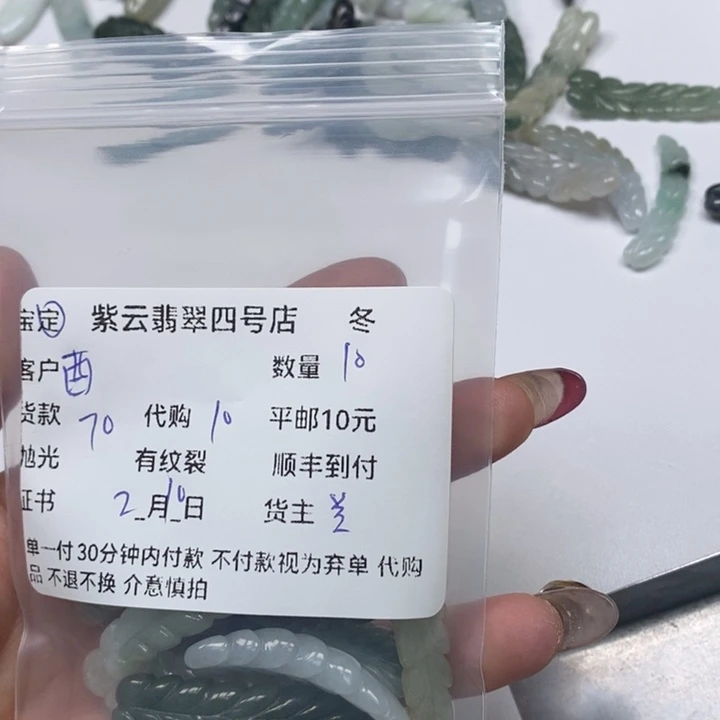 定 紫云翡翠四号店 冬
客户 酉 数量 10
货款 70 代购 10 平邮10元
抛光 有纹裂 顺丰到付
证书 2月10日 货主
单一付 30分钟内付款 不付款视为弃单 代购
品 不退不换 介意慎拍